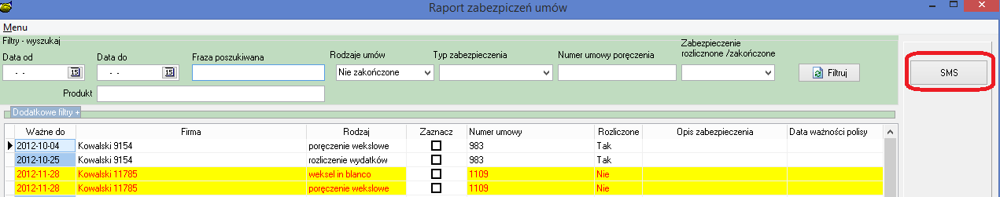 Raport zabezpieczeń umów
Menu
Filtry - wyszukaj
Data od
Data do
Fraza poszukiwana
Rodzaje umów
Typ zabezpieczenia
Numer umowy poręczenia
Zabezpieczenie
rozlicznone /zakończone
- - 15
- - 15
Nie zakończone
Filtruj
SMS
Produkt
Dodatkowe filtry +
Ważne do Firma Rodzaj Zaznacz Numer umowy Rozliczone Opis zabezpieczenia Data ważności polisy
2012-10-04 Kowalski 9154 poręczenie wekslowe 983 Tak
2012-10-25 Kowalski 9154 rozliczenie wydatków 983 Tak
2012-11-28 Kowalski 11785 weksel in blanco 1109 Nie
2012-11-28 Kowalski 11785 poręczenie wekslowe 1109 Nie